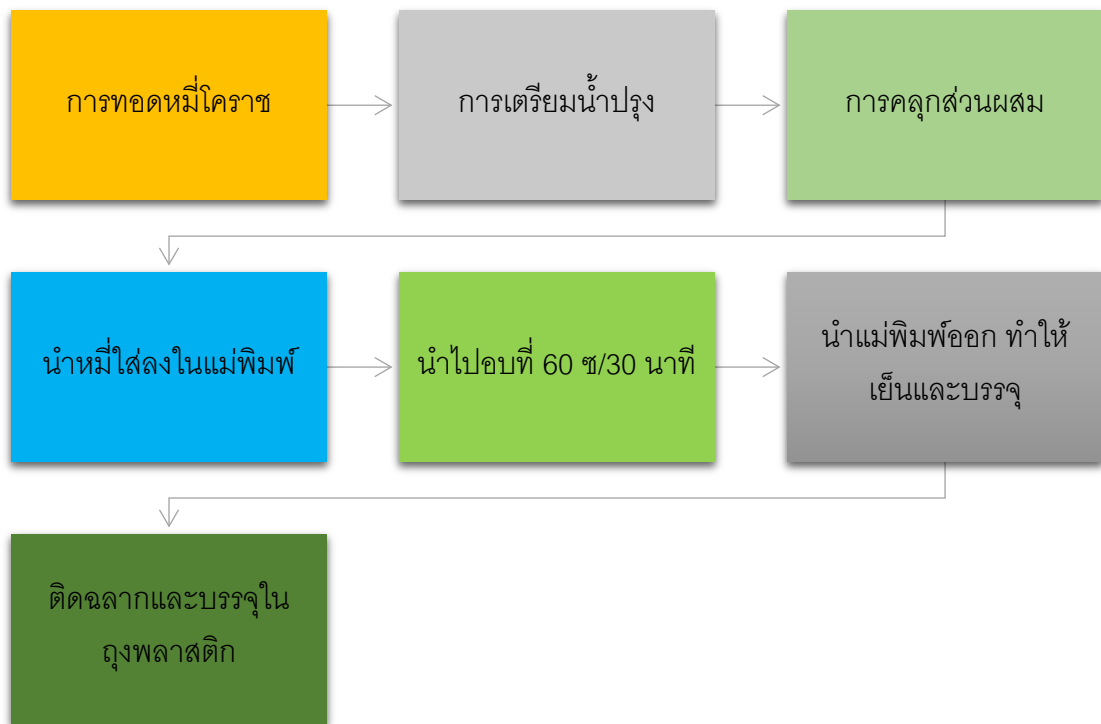 การทอดหมี่โคราช
การเตรียมน้ำปรุง
การคลุกส่วนผสม
นำหมี่ใส่ลงในแม่พิมพ์
นำไปอบที่ 60 ซ/30 นาที
นำแม่พิมพ์ออก ทำให้
เย็นและบรรจุ
ติดฉลากและบรรจุใน
ถุงพลาสติก